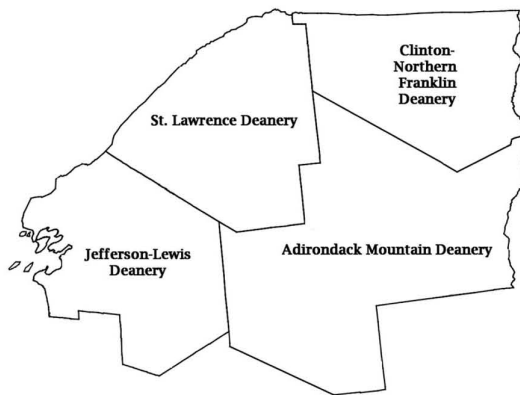 Clinton-
Northern
Franklin
Deanery
St. Lawrence Deanery
Jefferson-Lewis
Deanery
Adirondack Mountain Deanery